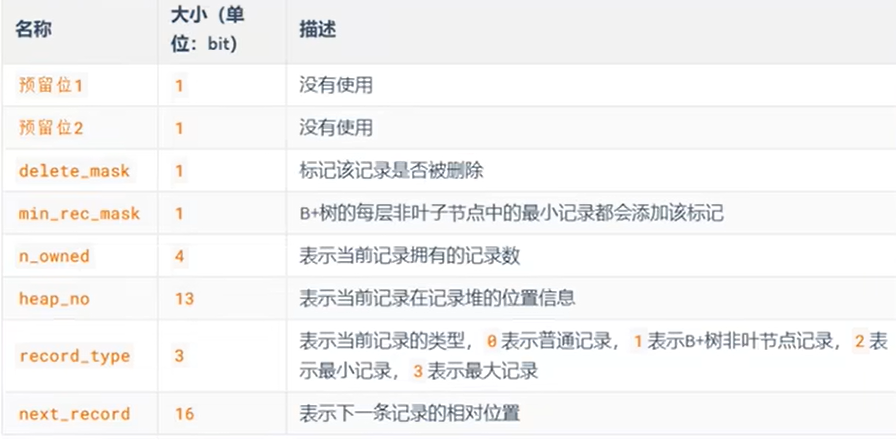 名称 大小（单位：bit） 描述
预留位1 1 没有使用
预留位2 1 没有使用
delete_mask 1 标记该记录是否被删除
min_rec_mask 1 B+树的每层非叶子节点中的最小记录都会添加该标记
n_owned 4 表示当前记录拥有的记录数
heap_no 13 表示当前记录在记录堆的位置信息
record_type 3 表示当前记录的类型，0表示普通记录，1表示B+树非叶节点记录，2表
示最小记录，3表示最大记录
next_record 16 表示下一条记录的相对位置